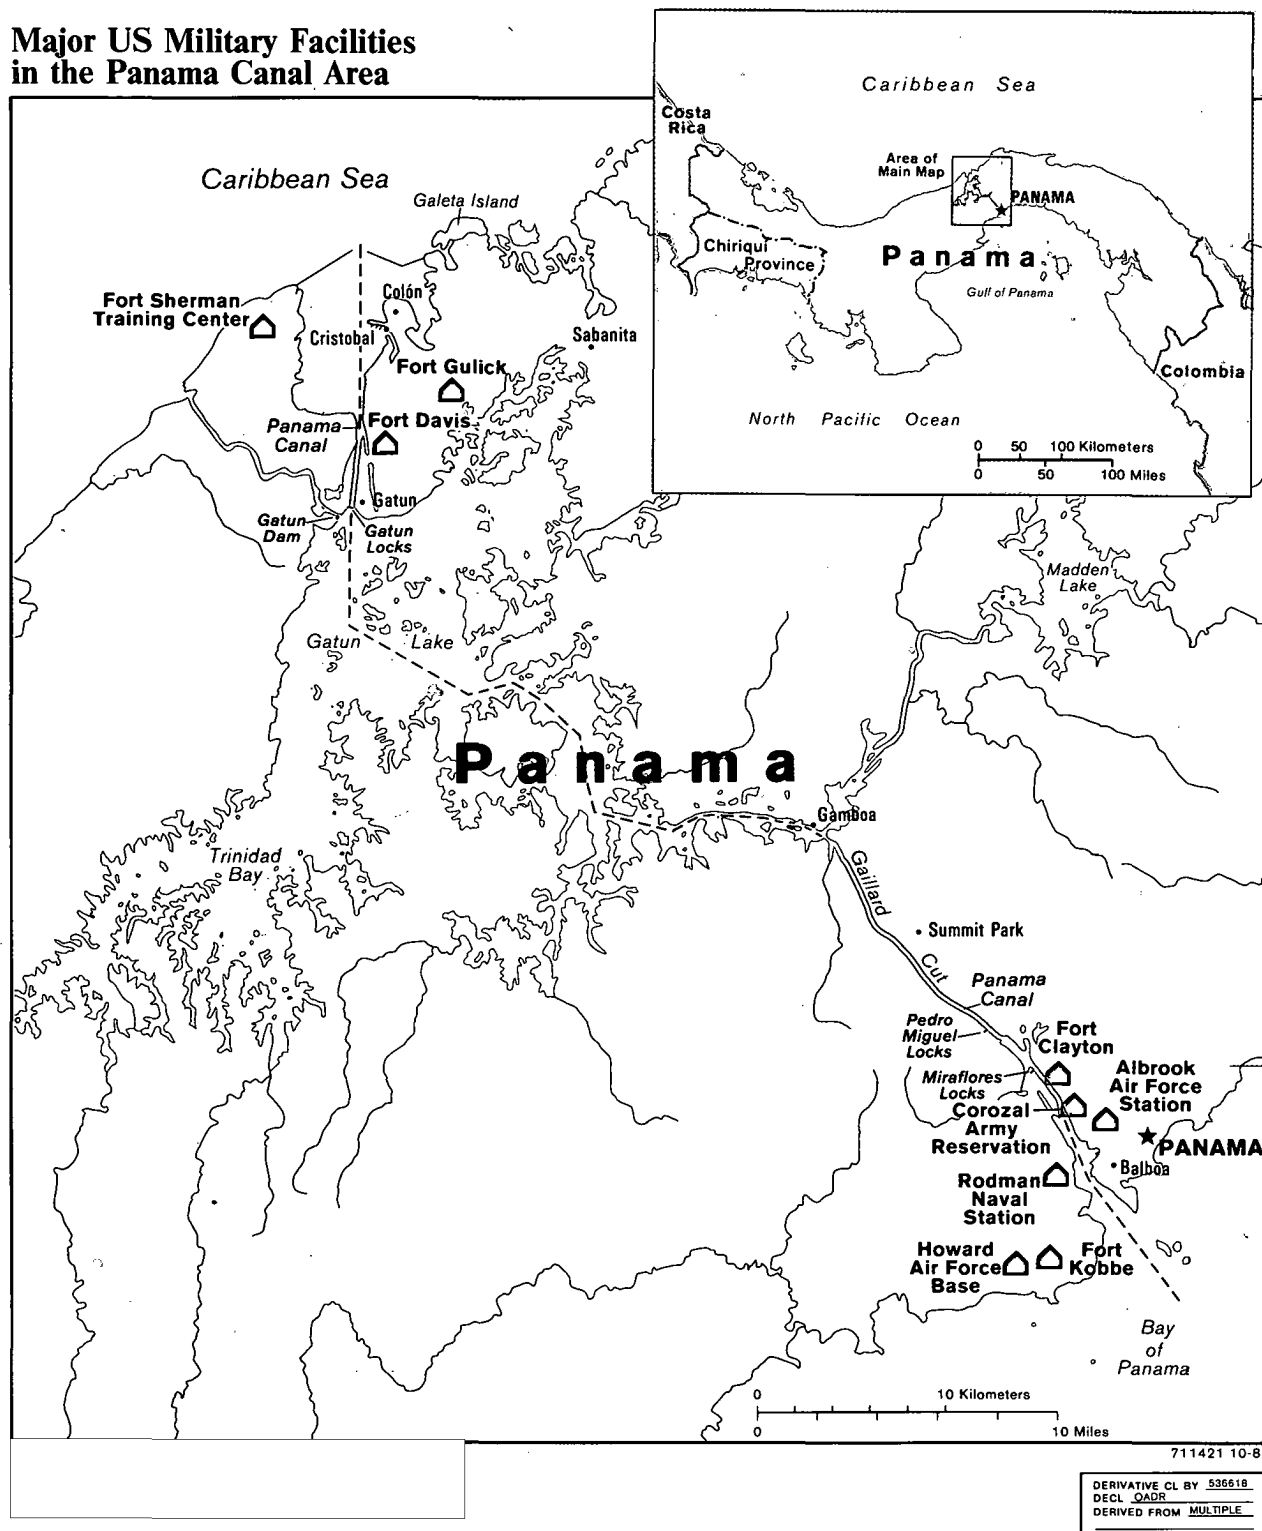 Major US Military Facilities
in the Panama Canal Area
Caribbean Sea
Costa
Rica
Area of
Main Map
PANAMA
Chiriquí
Province
Panama
Gulf of Panama
Colombia
North Pacific Ocean
0 50 100 Kilometers
0 50 100 Miles
Caribbean Sea
Galeta Island
Fort Sherman
Training Center
Colón
Cristobal
Sabanita
Fort Gulick
Panama
Canal
Fort Davis
Gatun
Gatun
Dam
Gatun
Locks
Madden
Lake
Gatun Lake
Panama
Gamboa
Trinidad
Bay
Gaillard
Cut
Summit Park
Panama
Canal
Pedro
Miguel
Locks
Fort
Clayton
Miraflores
Locks
Albrook
Air Force
Station
Corozal
Army
Reservation
PANAMA
Balboa
Rodman
Naval
Station
Howard
Air Force
Base
Fort
Kobbe
Bay
of
Panama
0 10 Kilometers
0 10 Miles
711421 10-8
DERIVATIVE CL BY 536618
DECL OADR
DERIVED FROM MULTIPLE